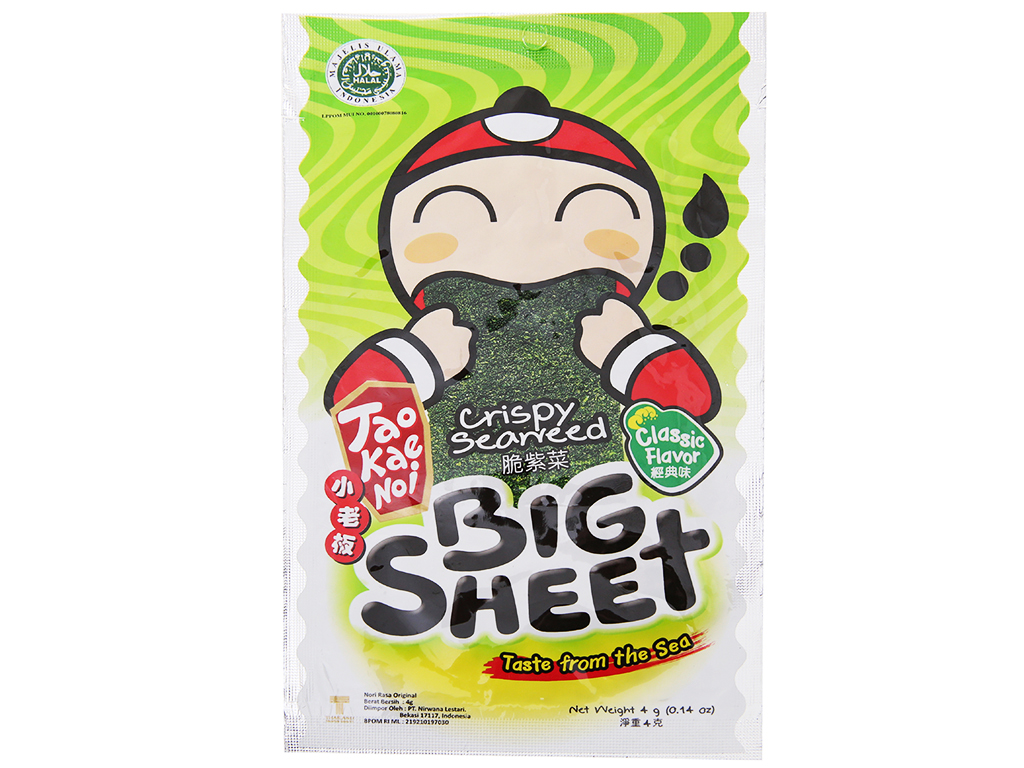 MAJELIS ULAMA
حلال
HALAL
INDONESIA
Crispy
Seaweed
脆紫菜
Classic
Flavor
經典味
Tao
Kae
Noi
小
老
板
BIG
SHEET
Taste from the Sea
Nori Rasa Original
Berat Bersih : 4g
Diimpor Oleh : PT. Nirwana Lestari.
Bekasi 17117, Indonesia
BPOM RI ML : 219210197030
Net Weight 4 g (0.14 oz)
淨重 4 克